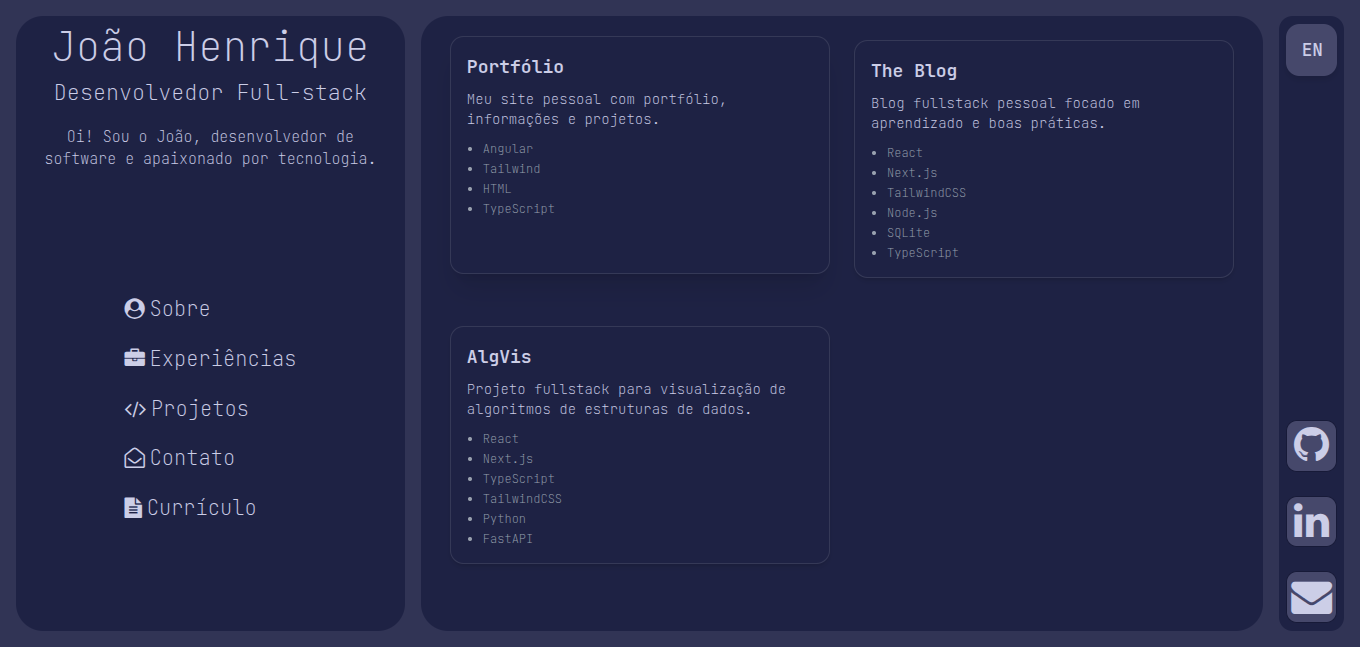 João Henrique
Desenvolvedor Full-stack
Oi! Sou o João, desenvolvedor de
software e apaixonado por tecnologia.
Sobre
Experiências
Projetos
Contato
Currículo
Portfólio
Meu site pessoal com portfólio,
informações e projetos.
• Angular
• Tailwind
• HTML
• TypeScript
The Blog
Blog fullstack pessoal focado em
aprendizado e boas práticas.
• React
• Next.js
• TailwindCSS
• Node.js
• SQLite
• TypeScript
AlgVis
Projeto fullstack para visualização de
algoritmos de estruturas de dados.
• React
• Next.js
• TypeScript
• TailwindCSS
• Python
• FastAPI
EN
in